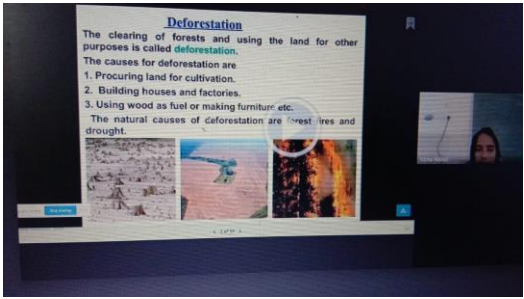 Deforestation
The clearing of forests and using the land for other
purposes is called deforestation.
The causes for deforestation are
1. Procuring land for cultivation.
2. Building houses and factories.
3. Using wood as fuel or making furniture etc.
The natural causes of deforestation are forest fires and
drought.